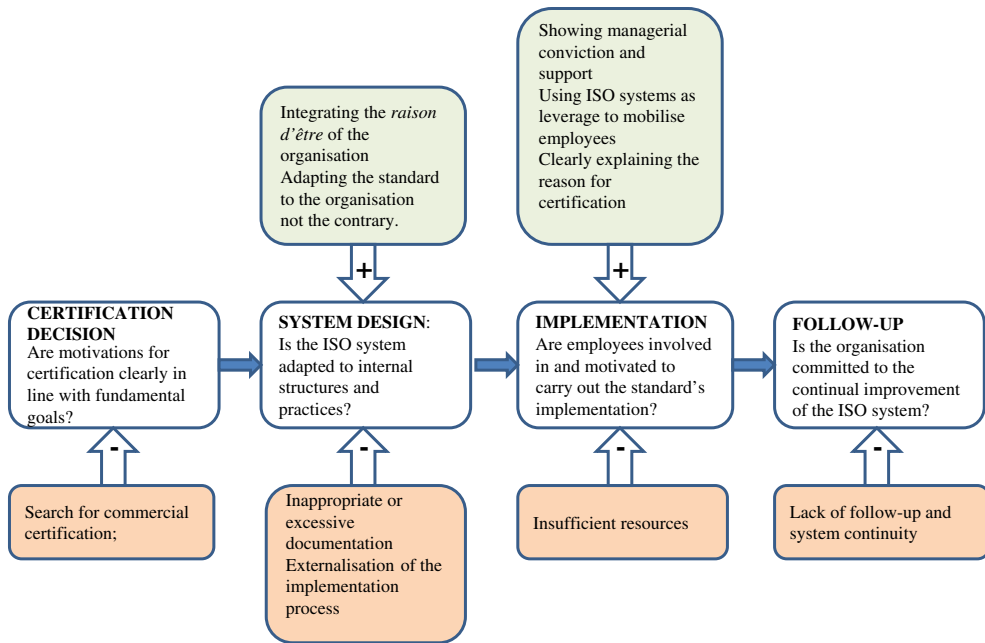 Showing managerial
conviction and
support
Using ISO systems as
leverage to mobilise
employees
Clearly explaining the
reason for
certification
Integrating the raison
d'être of the
organisation
Adapting the standard
to the organisation
not the contrary.
+
+
CERTIFICATION
DECISION
Are motivations for
certification clearly in
line with fundamental
goals?
SYSTEM DESIGN:
Is the ISO system
adapted to internal
structures and
practices?
IMPLEMENTATION
Are employees involved
in and motivated to
carry out the standard's
implementation?
FOLLOW-UP
Is the organisation
committed to the
continual improvement
of the ISO system?
-
-
-
-
Search for commercial
certification;
Inappropriate or
excessive
documentation
Externalisation of the
implementation
process
Insufficient resources
Lack of follow-up and
system continuity